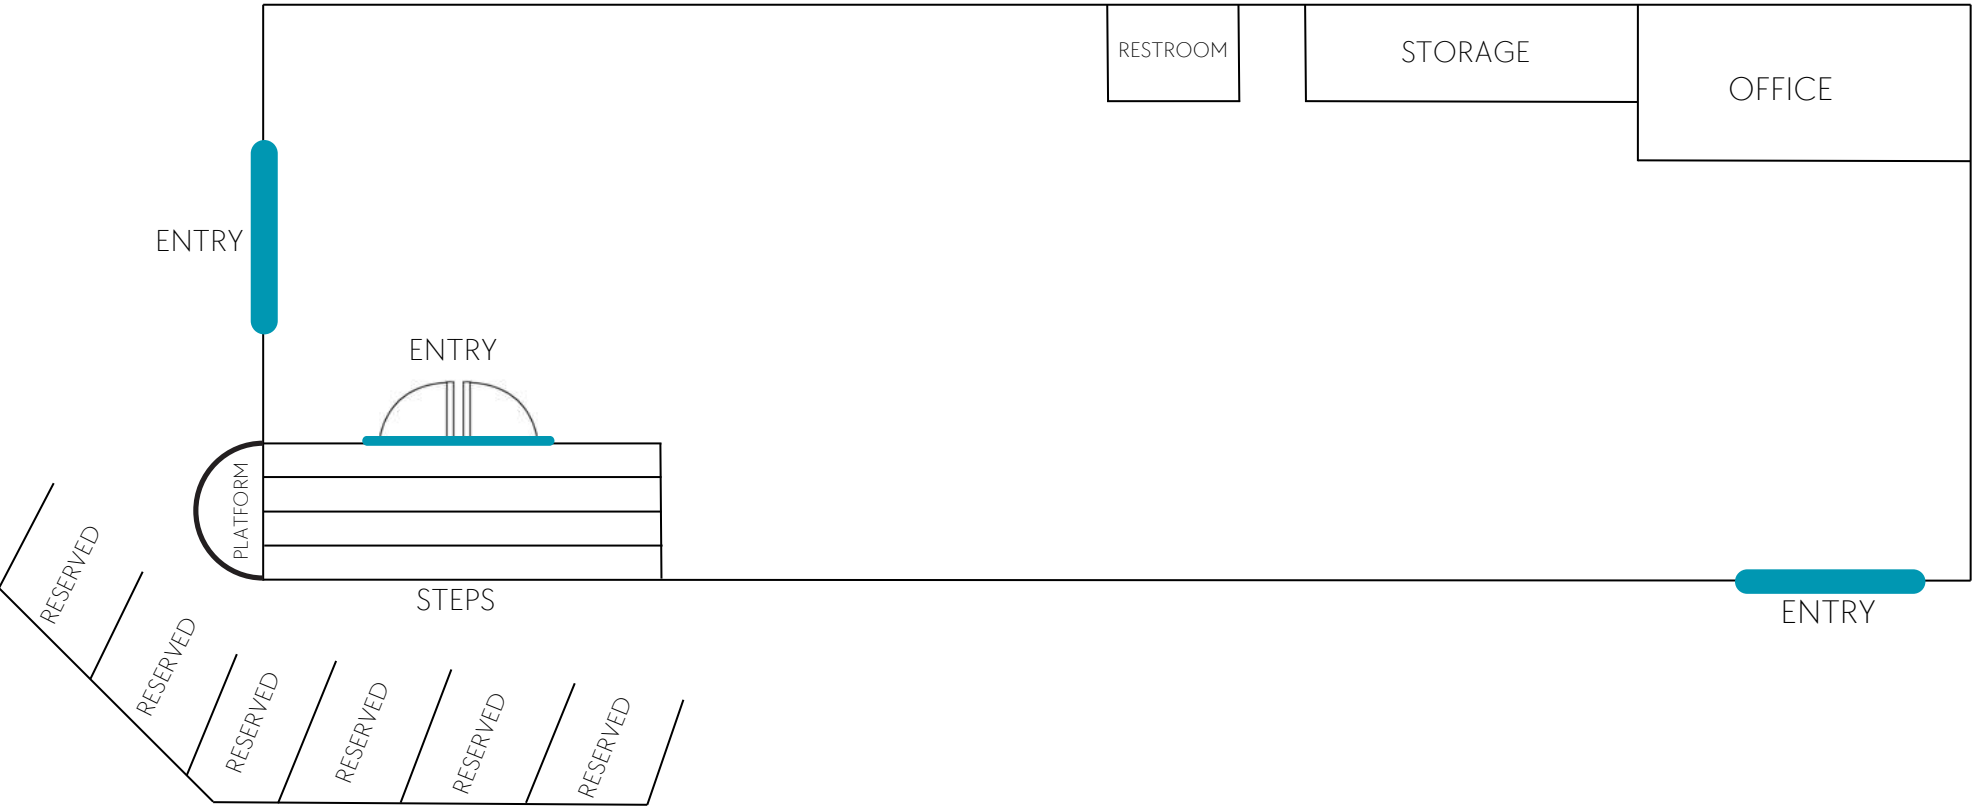 RESTROOM
STORAGE
OFFICE
ENTRY
ENTRY
PLATFORM
STEPS
ENTRY
RESERVED
RESERVED
RESERVED
RESERVED
RESERVED
RESERVED